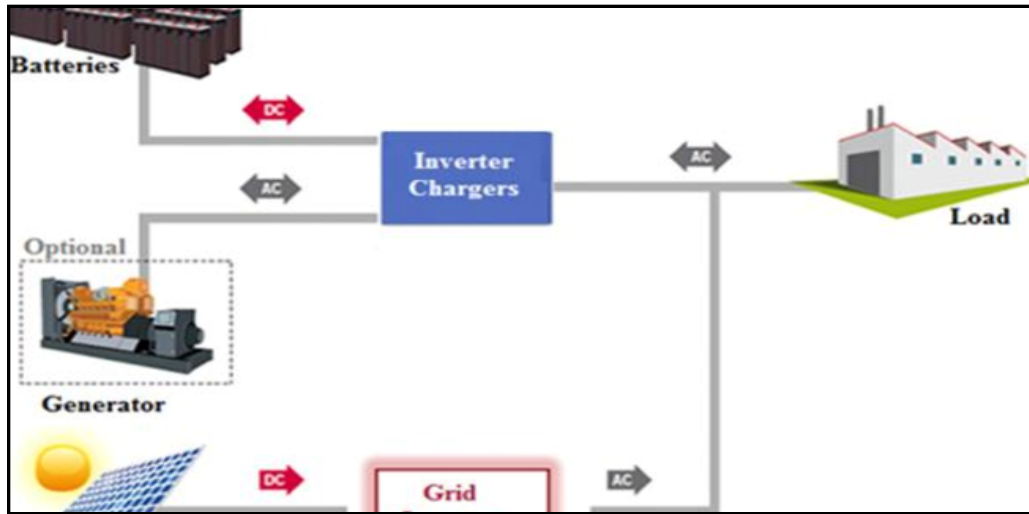 Batteries
DC
Inverter
Chargers
AC
AC
Load
Optional
Generator
DC
Grid
AC